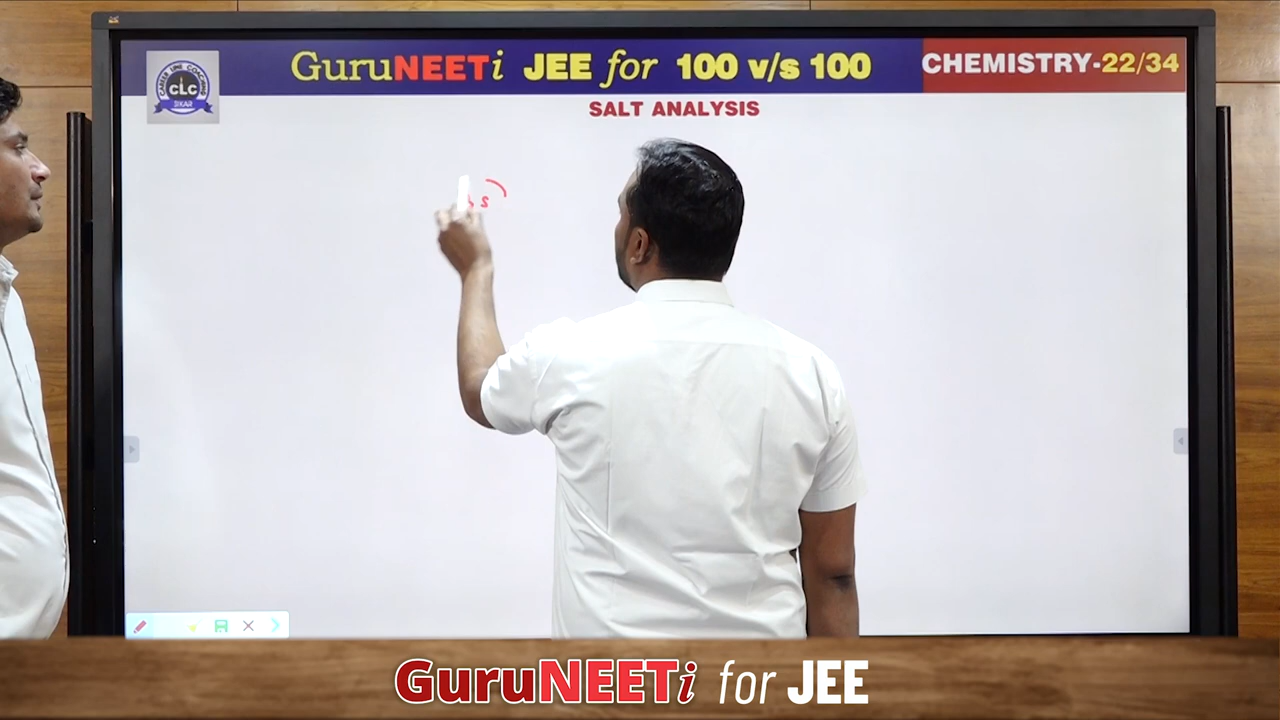 GuruNEETi JEE for 100 v/s 100 CHEMISTRY-22/34
CAREER LINE COACHING
CLC
SIKAR
SALT ANALYSIS
s
GuruNEETi for JEE